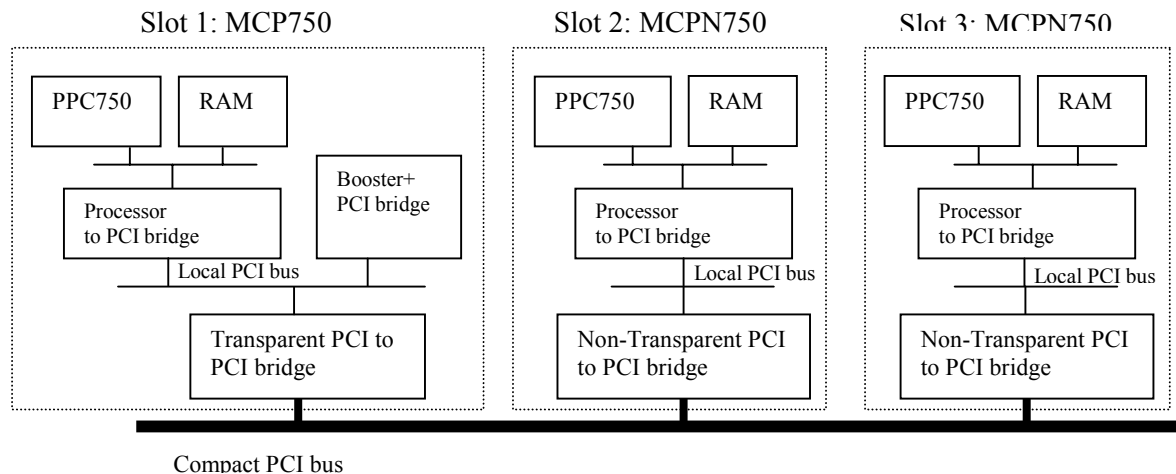 Slot 1: MCP750
Slot 2: MCPN750
Slot 3: MCPN750
PPC750
RAM
Booster+
PCI bridge
Processor
to PCI bridge
Local PCI bus
Transparent PCI to
PCI bridge
PPC750
RAM
Processor
to PCI bridge
Local PCI bus
Non-Transparent PCI
to PCI bridge
PPC750
RAM
Processor
to PCI bridge
Local PCI bus
Non-Transparent PCI
to PCI bridge
Compact PCI bus